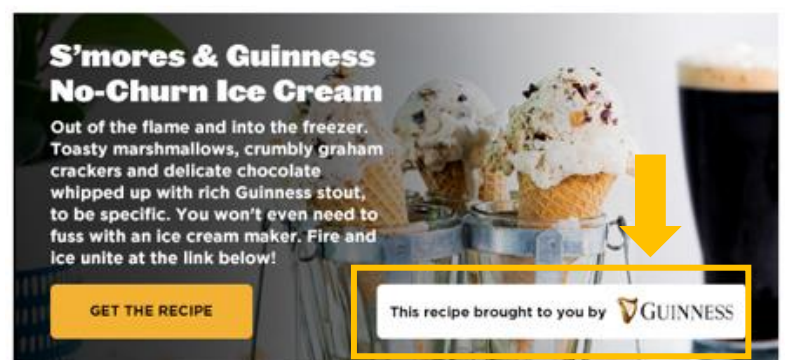 S’mores & Guinness
No-Churn Ice Cream
Out of the flame and into the freezer.
Toasty marshmallows, crumbly graham
crackers and delicate chocolate
whipped up with rich Guinness stout,
to be specific. You won’t even need to
fuss with an ice cream maker. Fire and
ice unite at the link below!
GET THE RECIPE
This recipe brought to you by GUINNESS